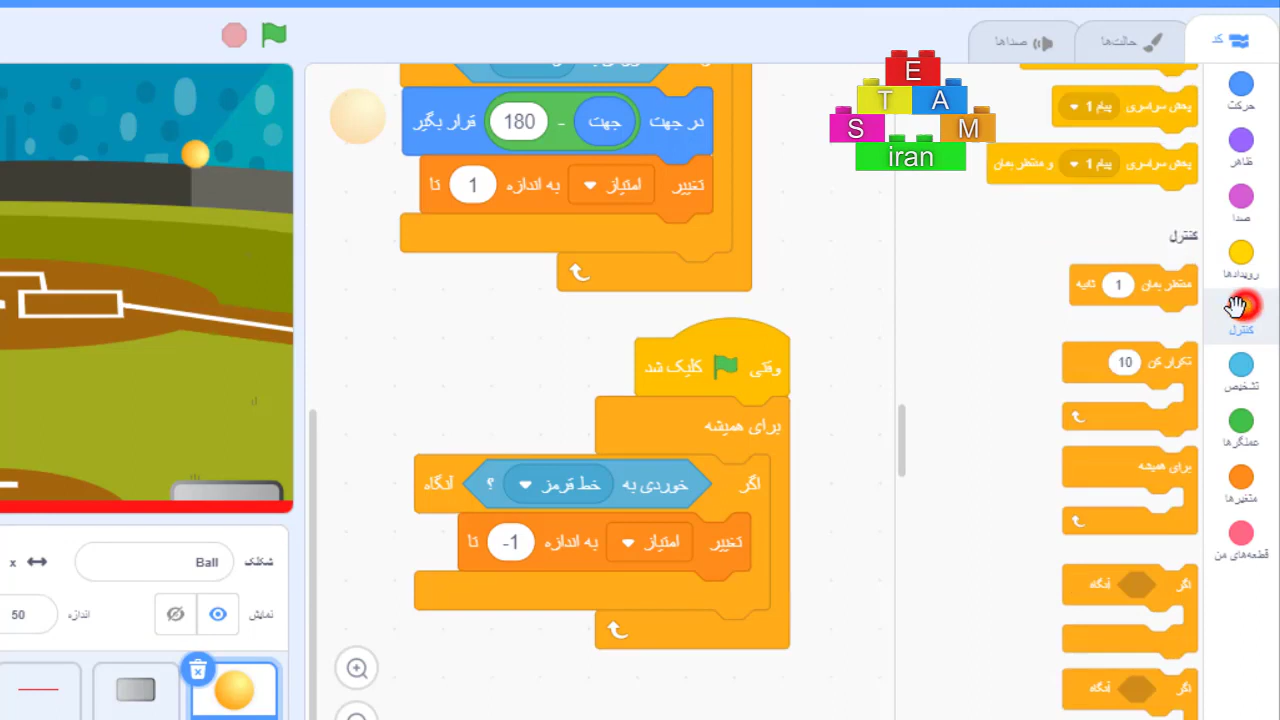 کد
حالت‌ها
صداها
E
T A
S M
iran
حرکت
ظاهر
صدا
رویدادها
کنترل
تشخیص
عملگرها
متغیرها
قطعه‌های من
پخش سراسری پیام 1
پخش سراسری پیام 1 و منتظر بمان
کنترل
منتظر بمان 1 ثانیه
تکرار کن 10
برای همیشه
اگر آنگاه
اگر آنگاه
در جهت جهت - 180 قرار بگیر
تغییر امتیاز به اندازه 1 تا
وقتی کلیک شد
برای همیشه
اگر خوردی به خط قرمز ؟ آنگاه
تغییر امتیاز به اندازه -1 تا
شکلک Ball x
نمایش اندازه 50